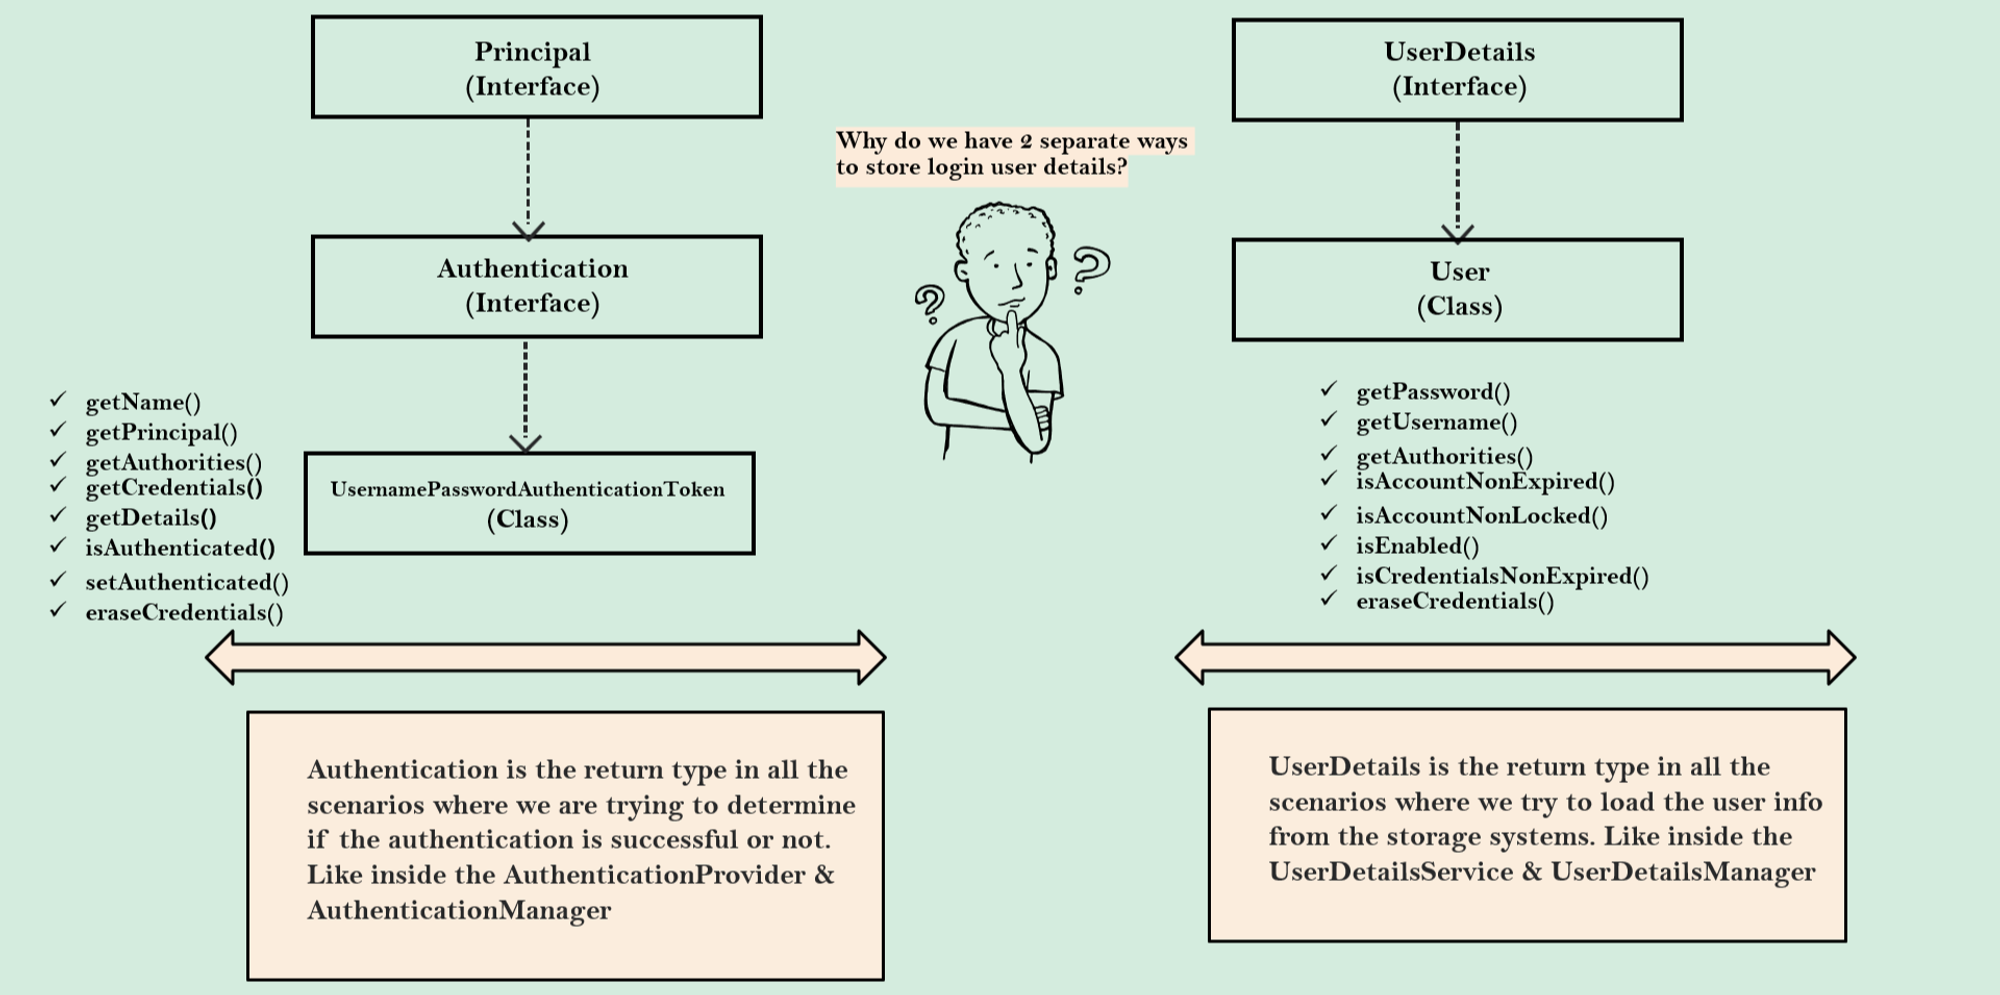 Principal
(Interface)
Authentication
(Interface)
UsernamePasswordAuthenticationToken
(Class)
✓ getName()
✓ getPrincipal()
✓ getAuthorities()
✓ getCredentials()
✓ getDetails()
✓ isAuthenticated()
✓ setAuthenticated()
✓ eraseCredentials()
Authentication is the return type in all the
scenarios where we are trying to determine
if the authentication is successful or not.
Like inside the AuthenticationProvider &
AuthenticationManager
Why do we have 2 separate ways
to store login user details?
?
?
UserDetails
(Interface)
User
(Class)
✓ getPassword()
✓ getUsername()
✓ getAuthorities()
✓ isAccountNonExpired()
✓ isAccountNonLocked()
✓ isEnabled()
✓ isCredentialsNonExpired()
✓ eraseCredentials()
UserDetails is the return type in all the
scenarios where we try to load the user info
from the storage systems. Like inside the
UserDetailsService & UserDetailsManager